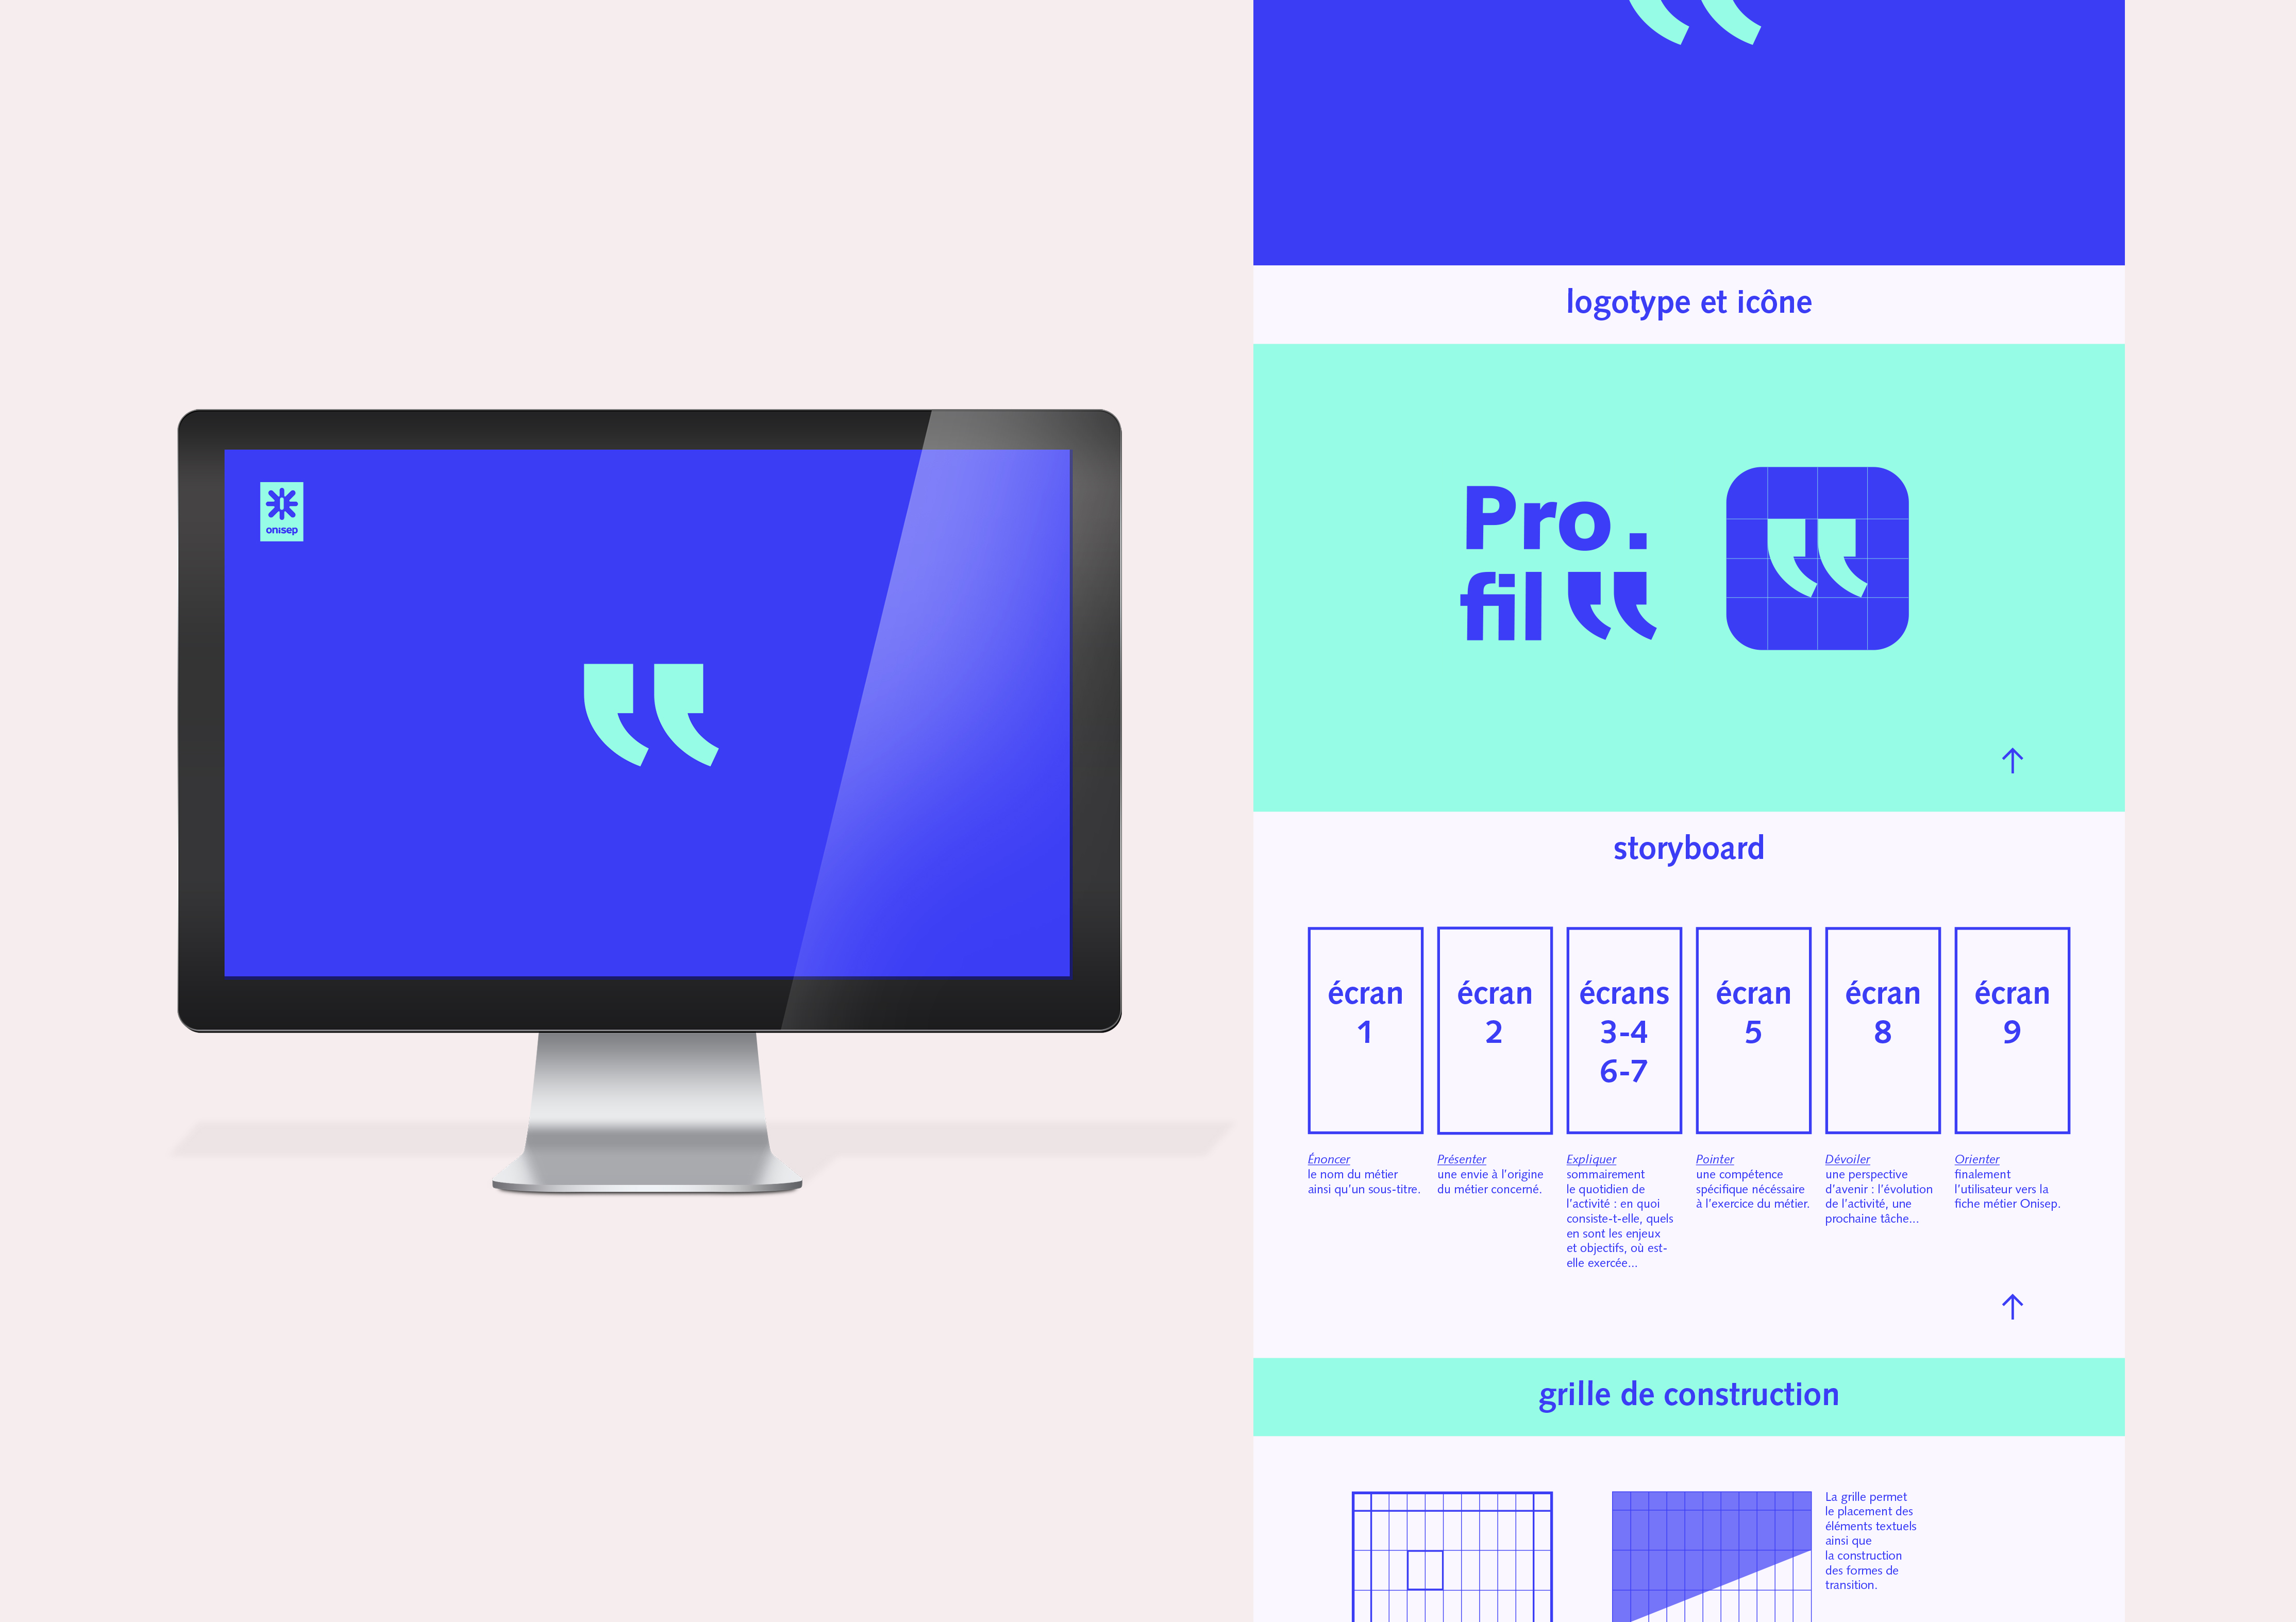 onisep
logotype et icône
Pro.
fil “
storyboard
écran
1
écran
2
écrans
3-4
6-7
écran
5
écran
8
écran
9
Énoncer
le nom du métier
ainsi qu'un sous-titre.
Présenter
une envie à l'origine
du métier concerné.
Expliquer
sommairement
le quotidien de
l'activité : en quoi
consiste-t-elle, quels
en sont les enjeux
et objectifs, où est-
elle exercée...
Pointer
une compétence
spécifique nécéssaire
à l'exercice du métier.
Dévoiler
une perspective
d'avenir : l'évolution
de l'activité, une
prochaine tâche...
Orienter
finalement
l'utilisateur vers la
fiche métier Onisep.
grille de construction
La grille permet
le placement des
éléments textuels
ainsi que
la construction
des formes de
transition.